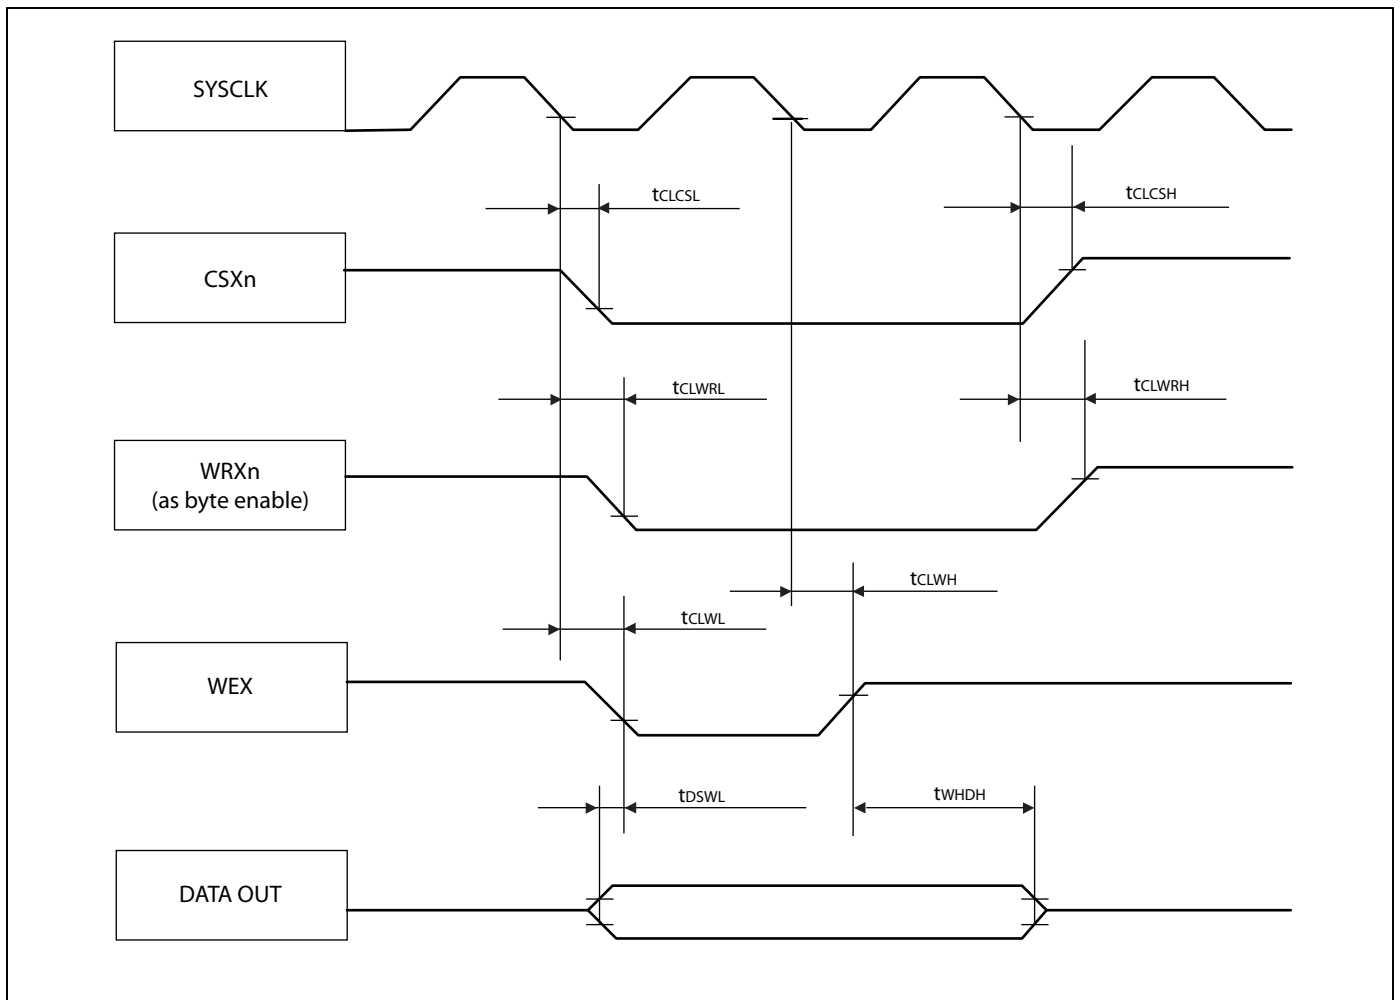 SYSCLK
tCLCSL
tCLCSH
CSXn
tCLWRL
tCLWRH
WRXn
(as byte enable)
tCLWH
tCLWL
WEX
tDSWL
tWHDH
DATA OUT